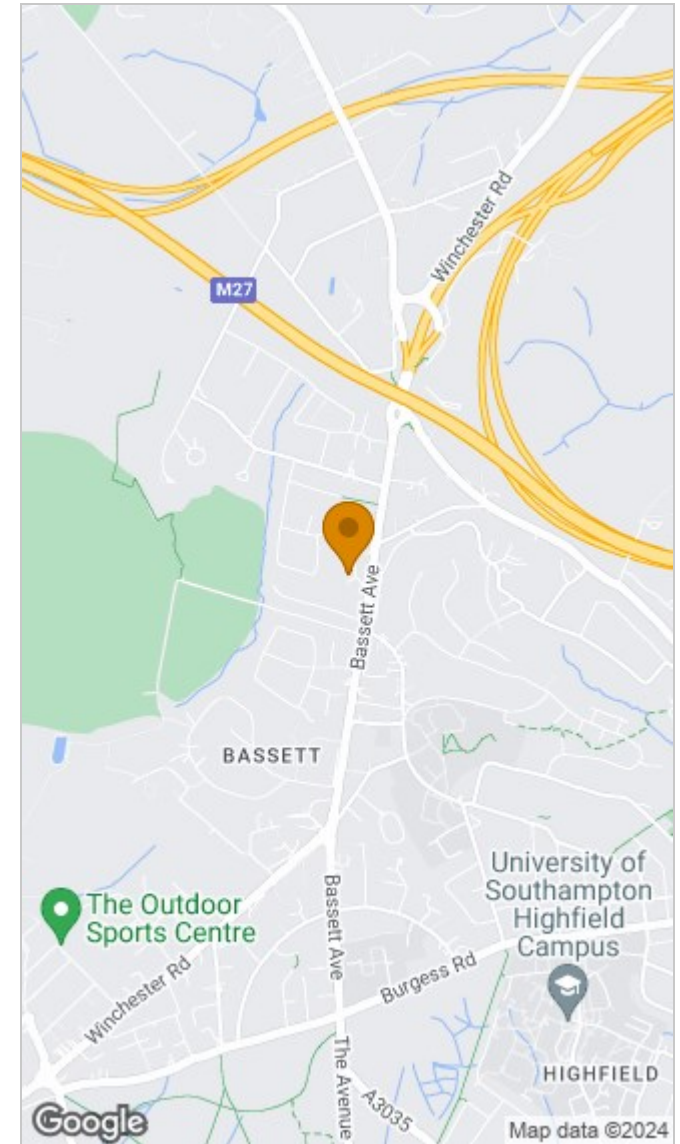 Winchester Rd
M27
Bassett Ave
BASSETT
University of
Southampton
Highfield
Campus
The Outdoor
Sports Centre
Bassett Ave
Burgess Rd
Winchester Rd
The Avenue
A3035
HIGHFIELD
Google
Map data ©2024